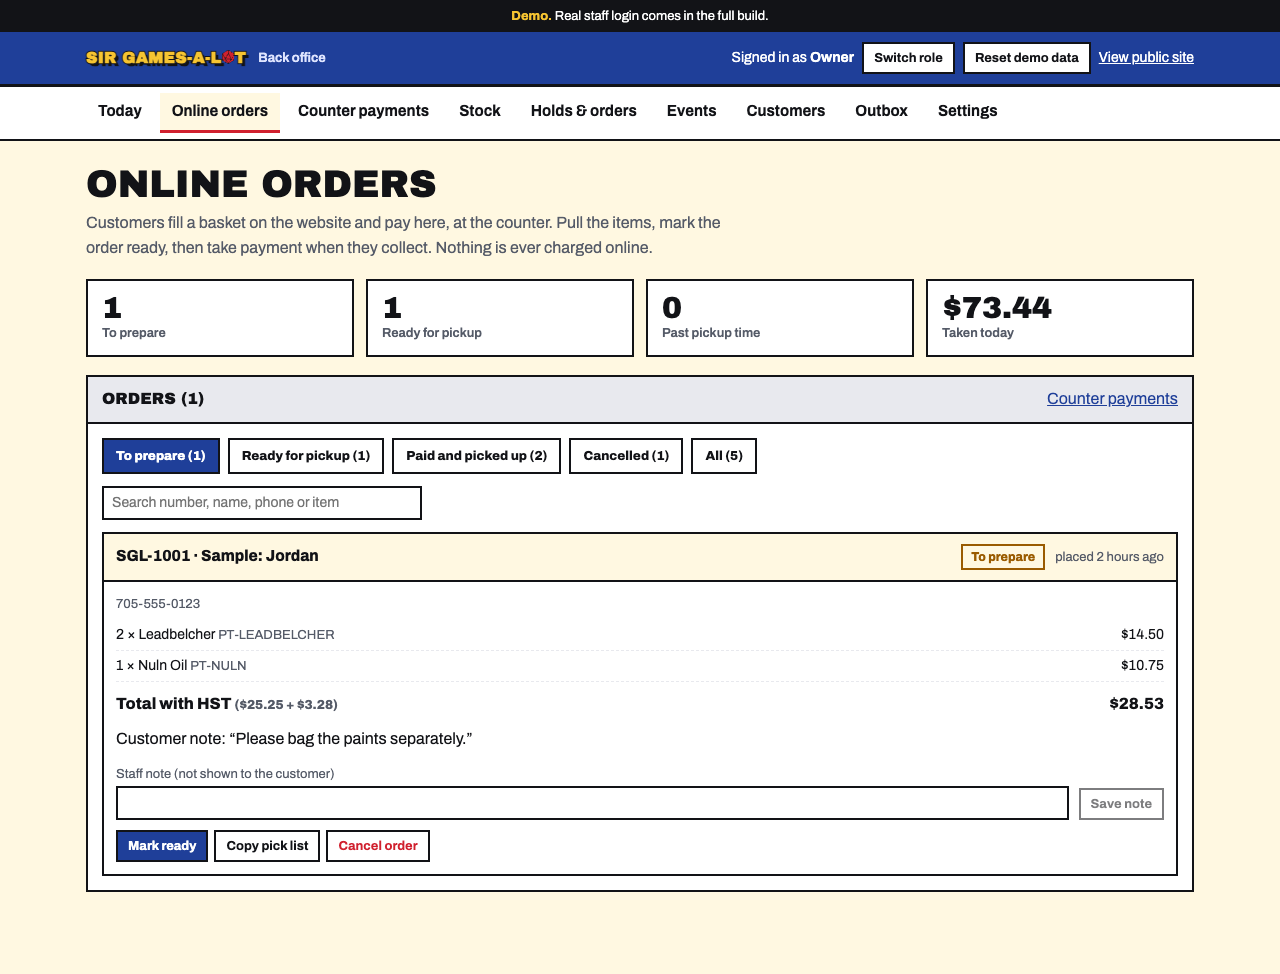 Demo. Real staff login comes in the full build.
SIR GAMES-A-LOT Back office
Signed in as Owner Switch role Reset demo data View public site
Today Online orders Counter payments Stock Holds & orders Events Customers Outbox Settings
ONLINE ORDERS
Customers fill a basket on the website and pay here, at the counter. Pull the items, mark the
order ready, then take payment when they collect. Nothing is ever charged online.
1
To prepare
1
Ready for pickup
0
Past pickup time
$73.44
Taken today
ORDERS (1) Counter payments
To prepare (1) Ready for pickup (1) Paid and picked up (2) Cancelled (1) All (5)
Search number, name, phone or item
SGL-1001 · Sample: Jordan To prepare placed 2 hours ago
705-555-0123
2 × Leadbelcher PT-LEADBELCHER $14.50
1 × Nuln Oil PT-NULN $10.75
Total with HST ($25.25 + $3.28) $28.53
Customer note: “Please bag the paints separately.”
Staff note (not shown to the customer)
Save note
Mark ready Copy pick list Cancel order